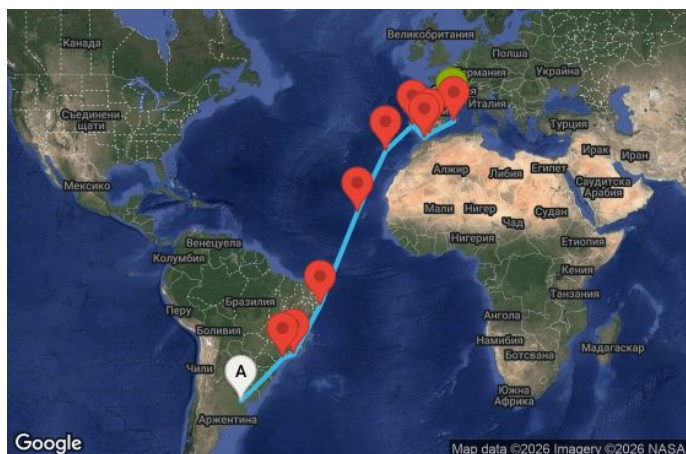 Канада
Великобритания
Полша
Германия
Украйна
Италия
Съединени
щати
Турция
Ирак
Иран
Мексико
Алжир
Либия
Египет
Саудитска
Арабия
Мали
Нигер
Чад
Судан
Венецуела
Нигерия
Етиопия
Колумбия
Кения
Бразилия
Танзания
Перу
Ангола
Боливия
Намибия
Мадагаскар
Ботсвана
Чили
A
Южна
Африка
Аржентина
Google
Map data ©2026 Imagery ©2026 NASA